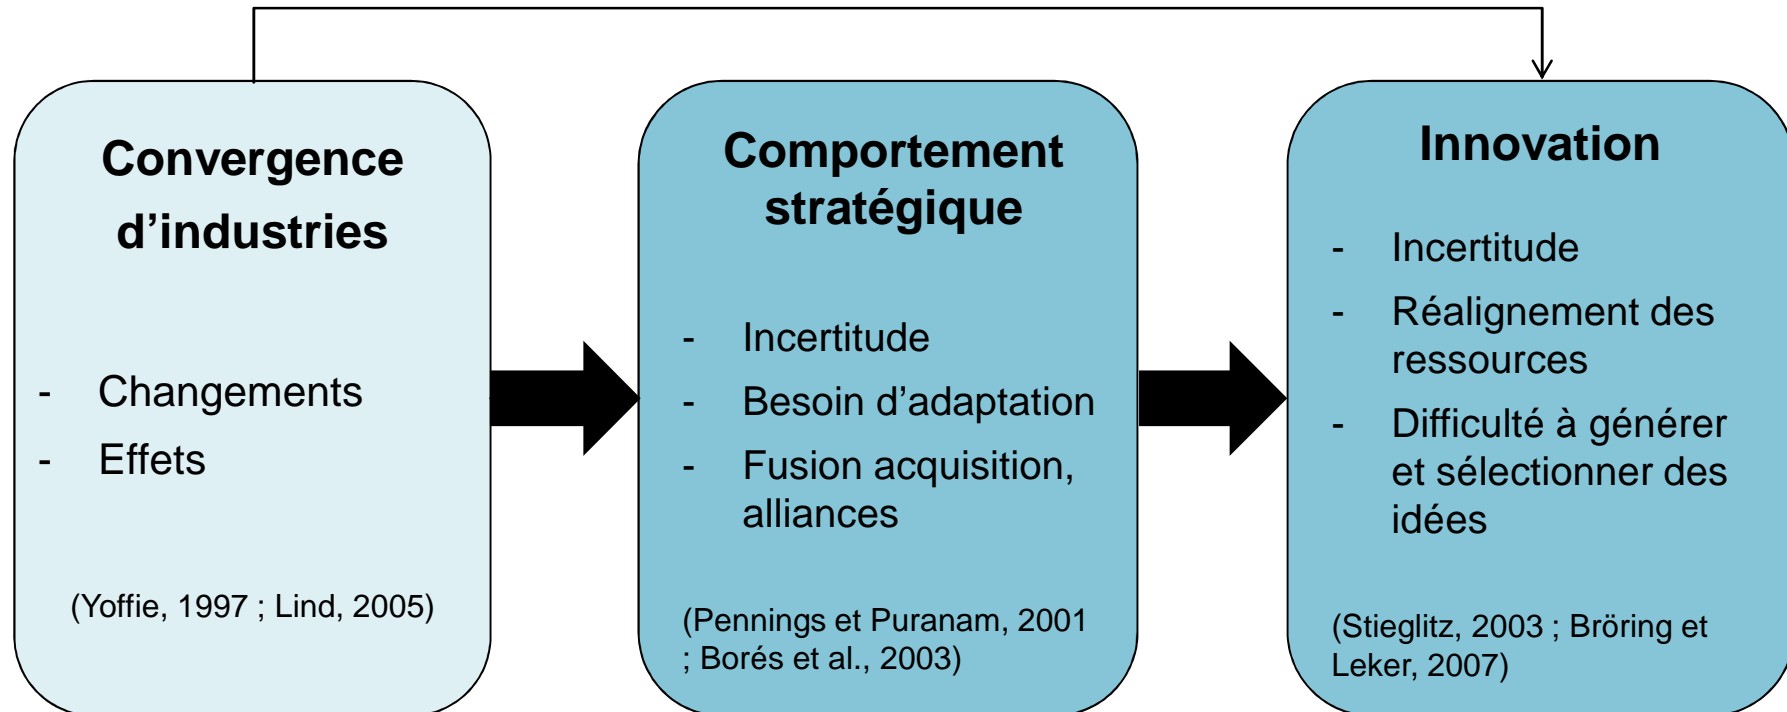 Convergence
d’industries
- Changements
- Effets
(Yoffie, 1997 ; Lind, 2005)
Comportement
stratégique
- Incertitude
- Besoin d’adaptation
- Fusion acquisition,
alliances
(Pennings et Puranam, 2001
; Borés et al., 2003)
Innovation
- Incertitude
- Réalignement des
ressources
- Difficulté à générer
et sélectionner des
idées
(Stieglitz, 2003 ; Bröring et
Leker, 2007)